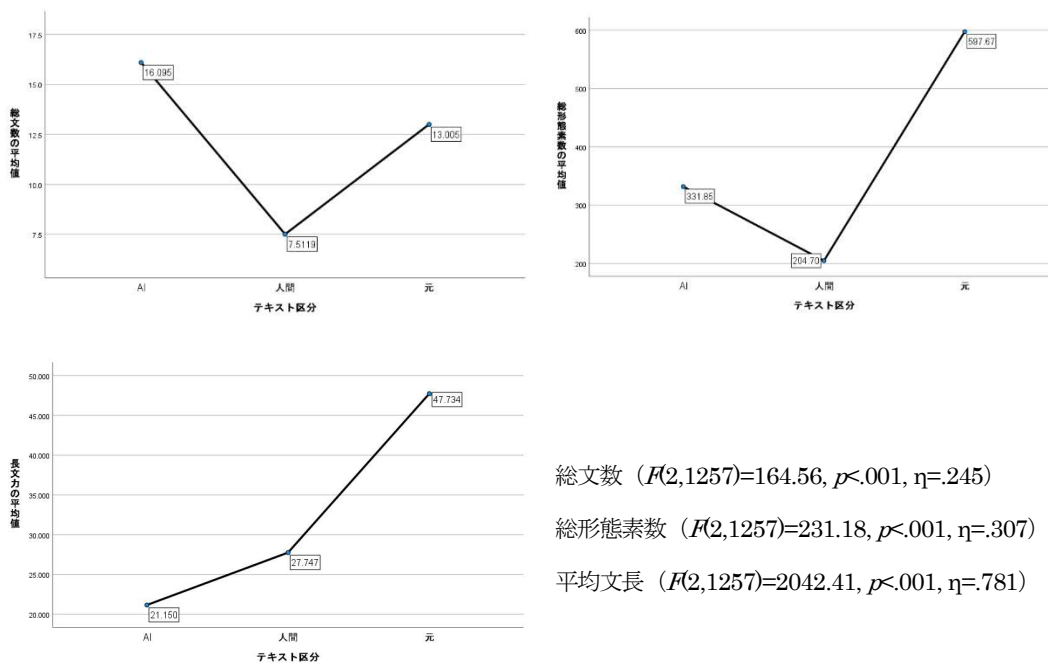 17.5
15.0
12.5
10.0
7.5
総文数の平均値
16.095
7.5119
13.005
AI
人間
元
テキスト区分
600
500
400
300
200
総形態素数の平均値
331.85
204.70
597.67
AI
人間
元
テキスト区分
50.000
45.000
40.000
35.000
30.000
25.000
20.000
長文力の平均値
21.150
27.747
47.734
AI
人間
元
テキスト区分
総文数（F(2,1257)=164.56, p<.001, η=.245）
総形態素数（F(2,1257)=231.18, p<.001, η=.307）
平均文長（F(2,1257)=2042.41, p<.001, η=.781）